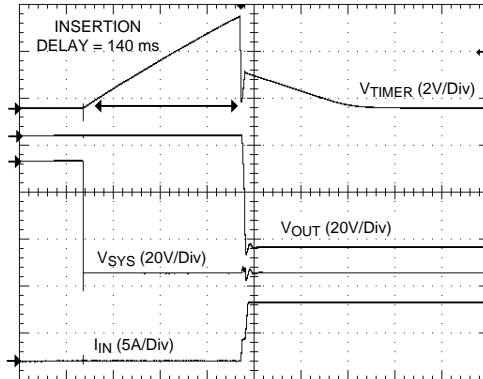 INSERTION
DELAY = 140 ms
VTIMER (2V/Div)
VOUT (20V/Div)
VSYS (20V/Div)
IIN (5A/Div)